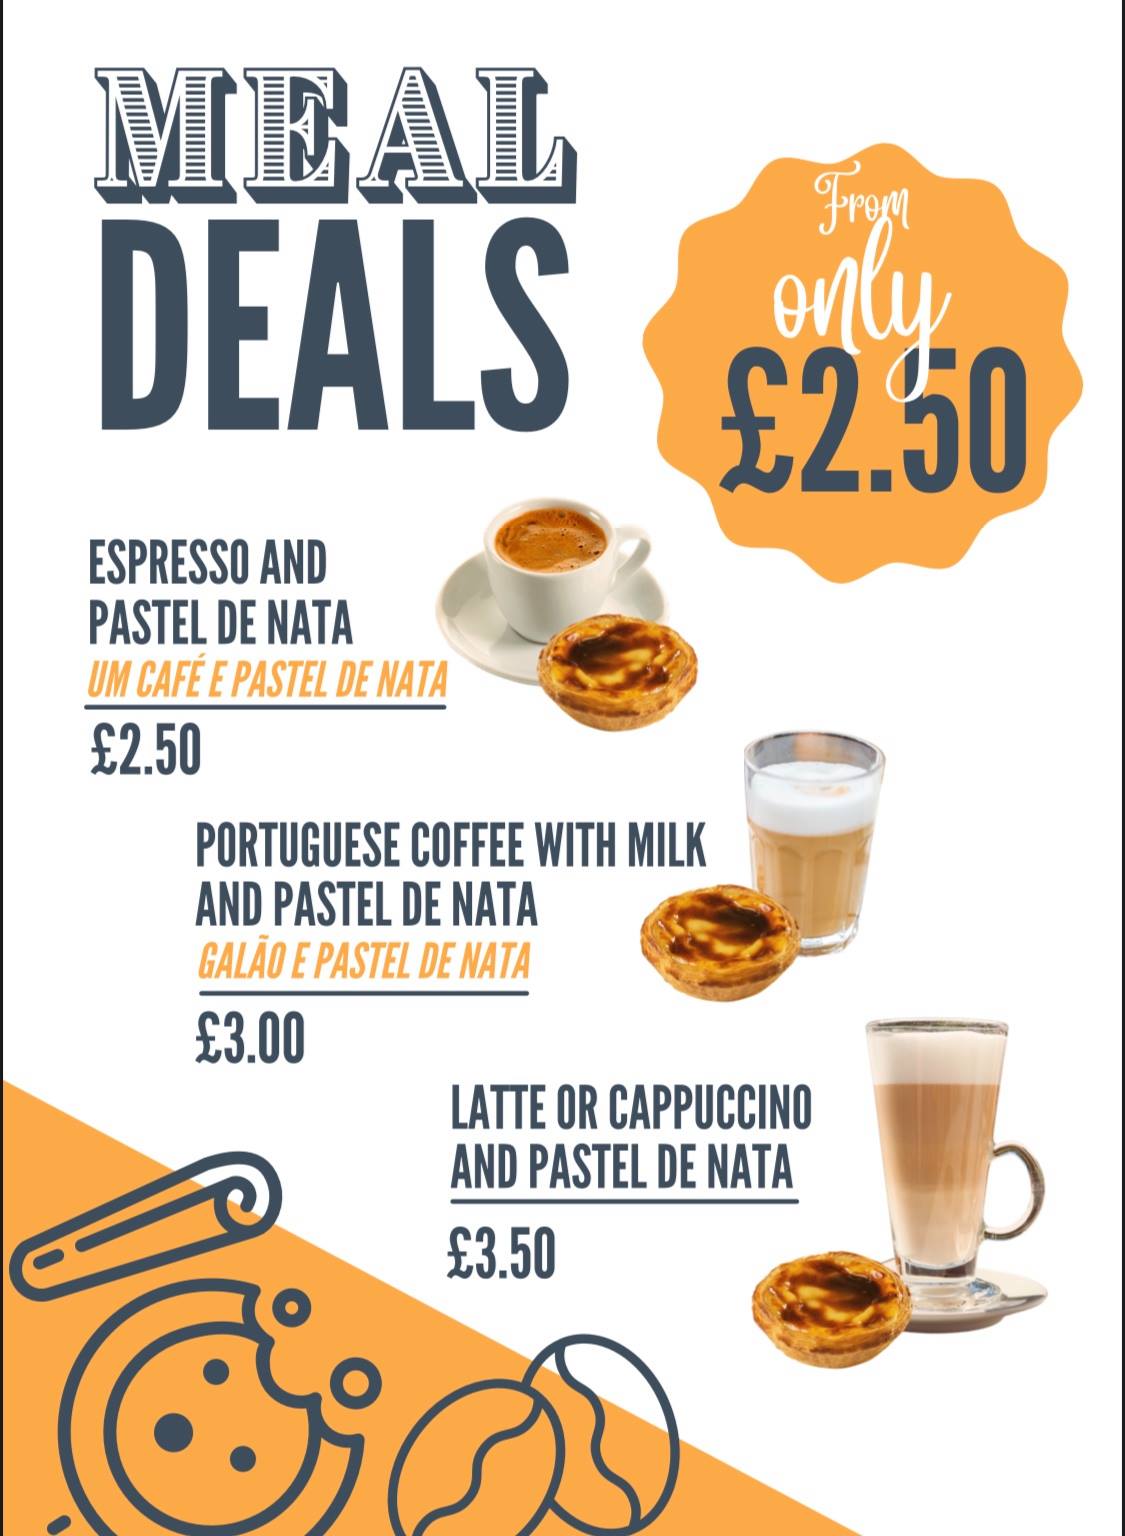 MEAL
DEALS
From
only
£2.50
ESPRESSO AND
PASTEL DE NATA
UM CAFÉ E PASTEL DE NATA
£2.50
PORTUGUESE COFFEE WITH MILK
AND PASTEL DE NATA
GALÃO E PASTEL DE NATA
£3.00
LATTE OR CAPPUCCINO
AND PASTEL DE NATA
£3.50